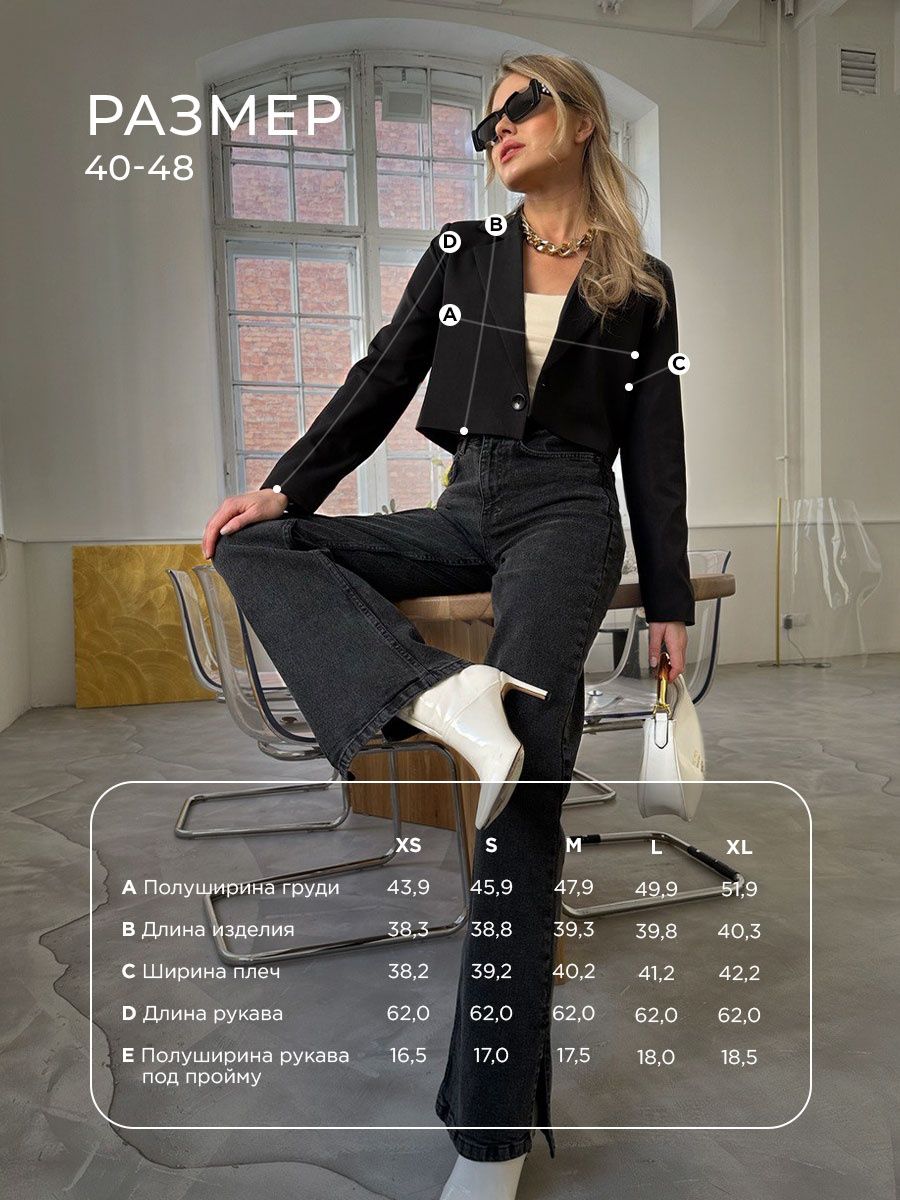 РАЗМЕР
40-48
B
D
A
C
XS S M L XL
A Полуширина груди 43,9 45,9 47,9 49,9 51,9
B Длина изделия 38,3 38,8 39,3 39,8 40,3
C Ширина плеч 38,2 39,2 40,2 41,2 42,2
D Длина рукава 62,0 62,0 62,0 62,0 62,0
E Полуширина рукава 16,5 17,0 17,5 18,0 18,5
под пройму